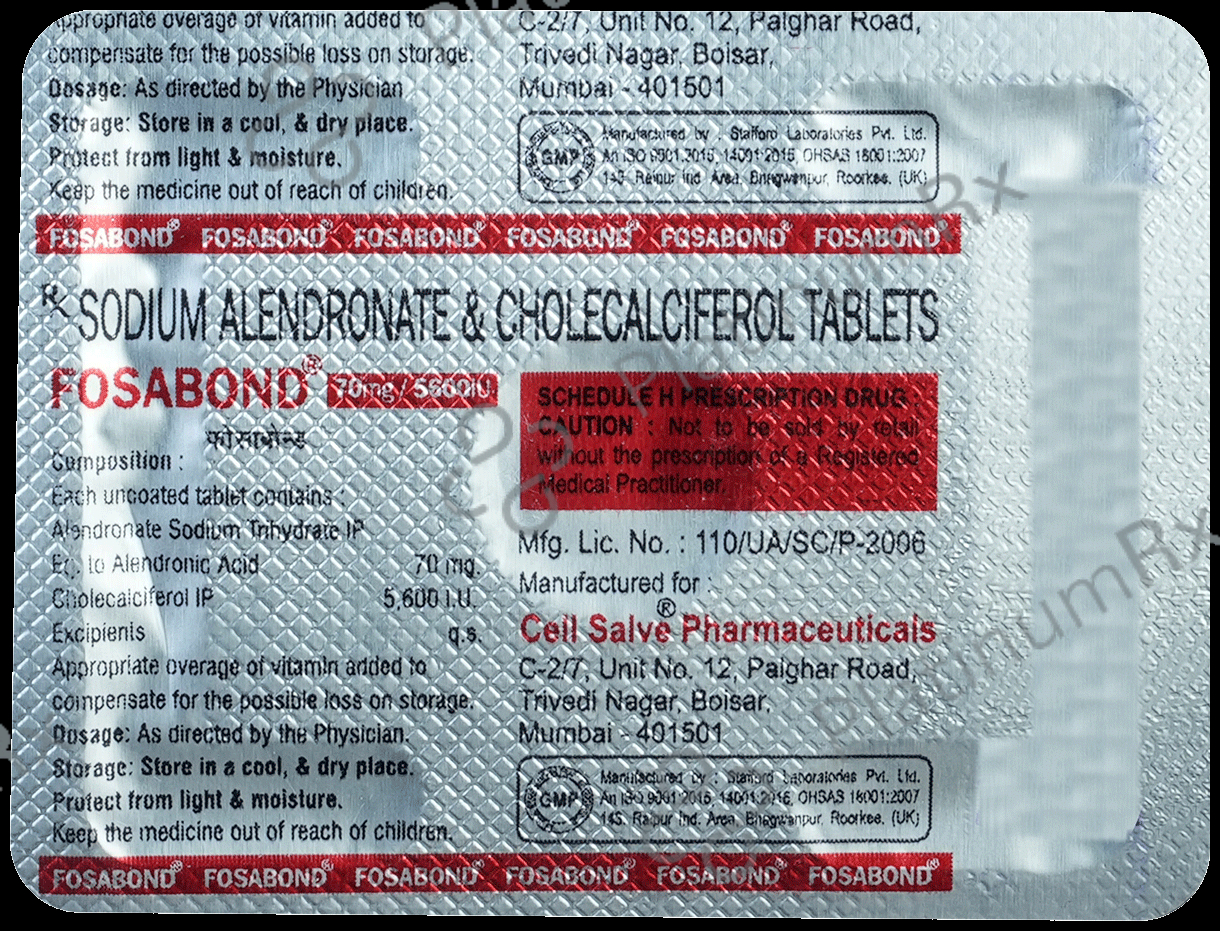 Appropriate overage of vitamin added to
compensate for the possible loss on storage.
Dosage: As directed by the Physician
Storage: Store in a cool, & dry place.
Protect from light & moisture.
Keep the medicine out of reach of children.
C-2/7, Unit No. 12, Palghar Road,
Trivedi Nagar, Boisar,
Mumbai - 401501
GMP
Manufactured by : Stafford Laboratories Pvt. Ltd.
An ISO 9001:2015, 14001:2015, OHSAS 18001:2007
143, Raipur Ind. Area, Bhagwanpur, Roorkee. (UK)
FOSABOND® FOSABOND® FOSABOND® FOSABOND® FOSABOND® FOSABOND®
Rx SODIUM ALENDRONATE & CHOLECALCIFEROL TABLETS
FOSABOND® 70mg / 5600IU
फोसाबोन्ड
Composition :
Each uncoated tablet contains :
Alendronate Sodium Trihydrate IP
Eq. to Alendronic Acid 70 mg.
Cholecalciferol IP 5,600 I.U.
Excipients q.s.
Appropriate overage of vitamin added to
compensate for the possible loss on storage.
Dosage: As directed by the Physician.
Storage: Store in a cool, & dry place.
Protect from light & moisture.
Keep the medicine out of reach of children.
SCHEDULE H PRESCRIPTION DRUG :
CAUTION : Not to be sold by retail
without the prescription of a Registered
Medical Practitioner.
Mfg. Lic. No. : 110/UA/SC/P-2006
Manufactured for :
Cell Salve® Pharmaceuticals
C-2/7, Unit No. 12, Palghar Road,
Trivedi Nagar, Boisar,
Mumbai - 401501
GMP
Manufactured by : Stafford Laboratories Pvt. Ltd.
An ISO 9001:2015, 14001:2015, OHSAS 18001:2007
143, Raipur Ind. Area, Bhagwanpur, Roorkee. (UK)
FOSABOND® FOSABOND® FOSABOND® FOSABOND® FOSABOND® FOSABOND®
PlatinumRx
PlatinumRx